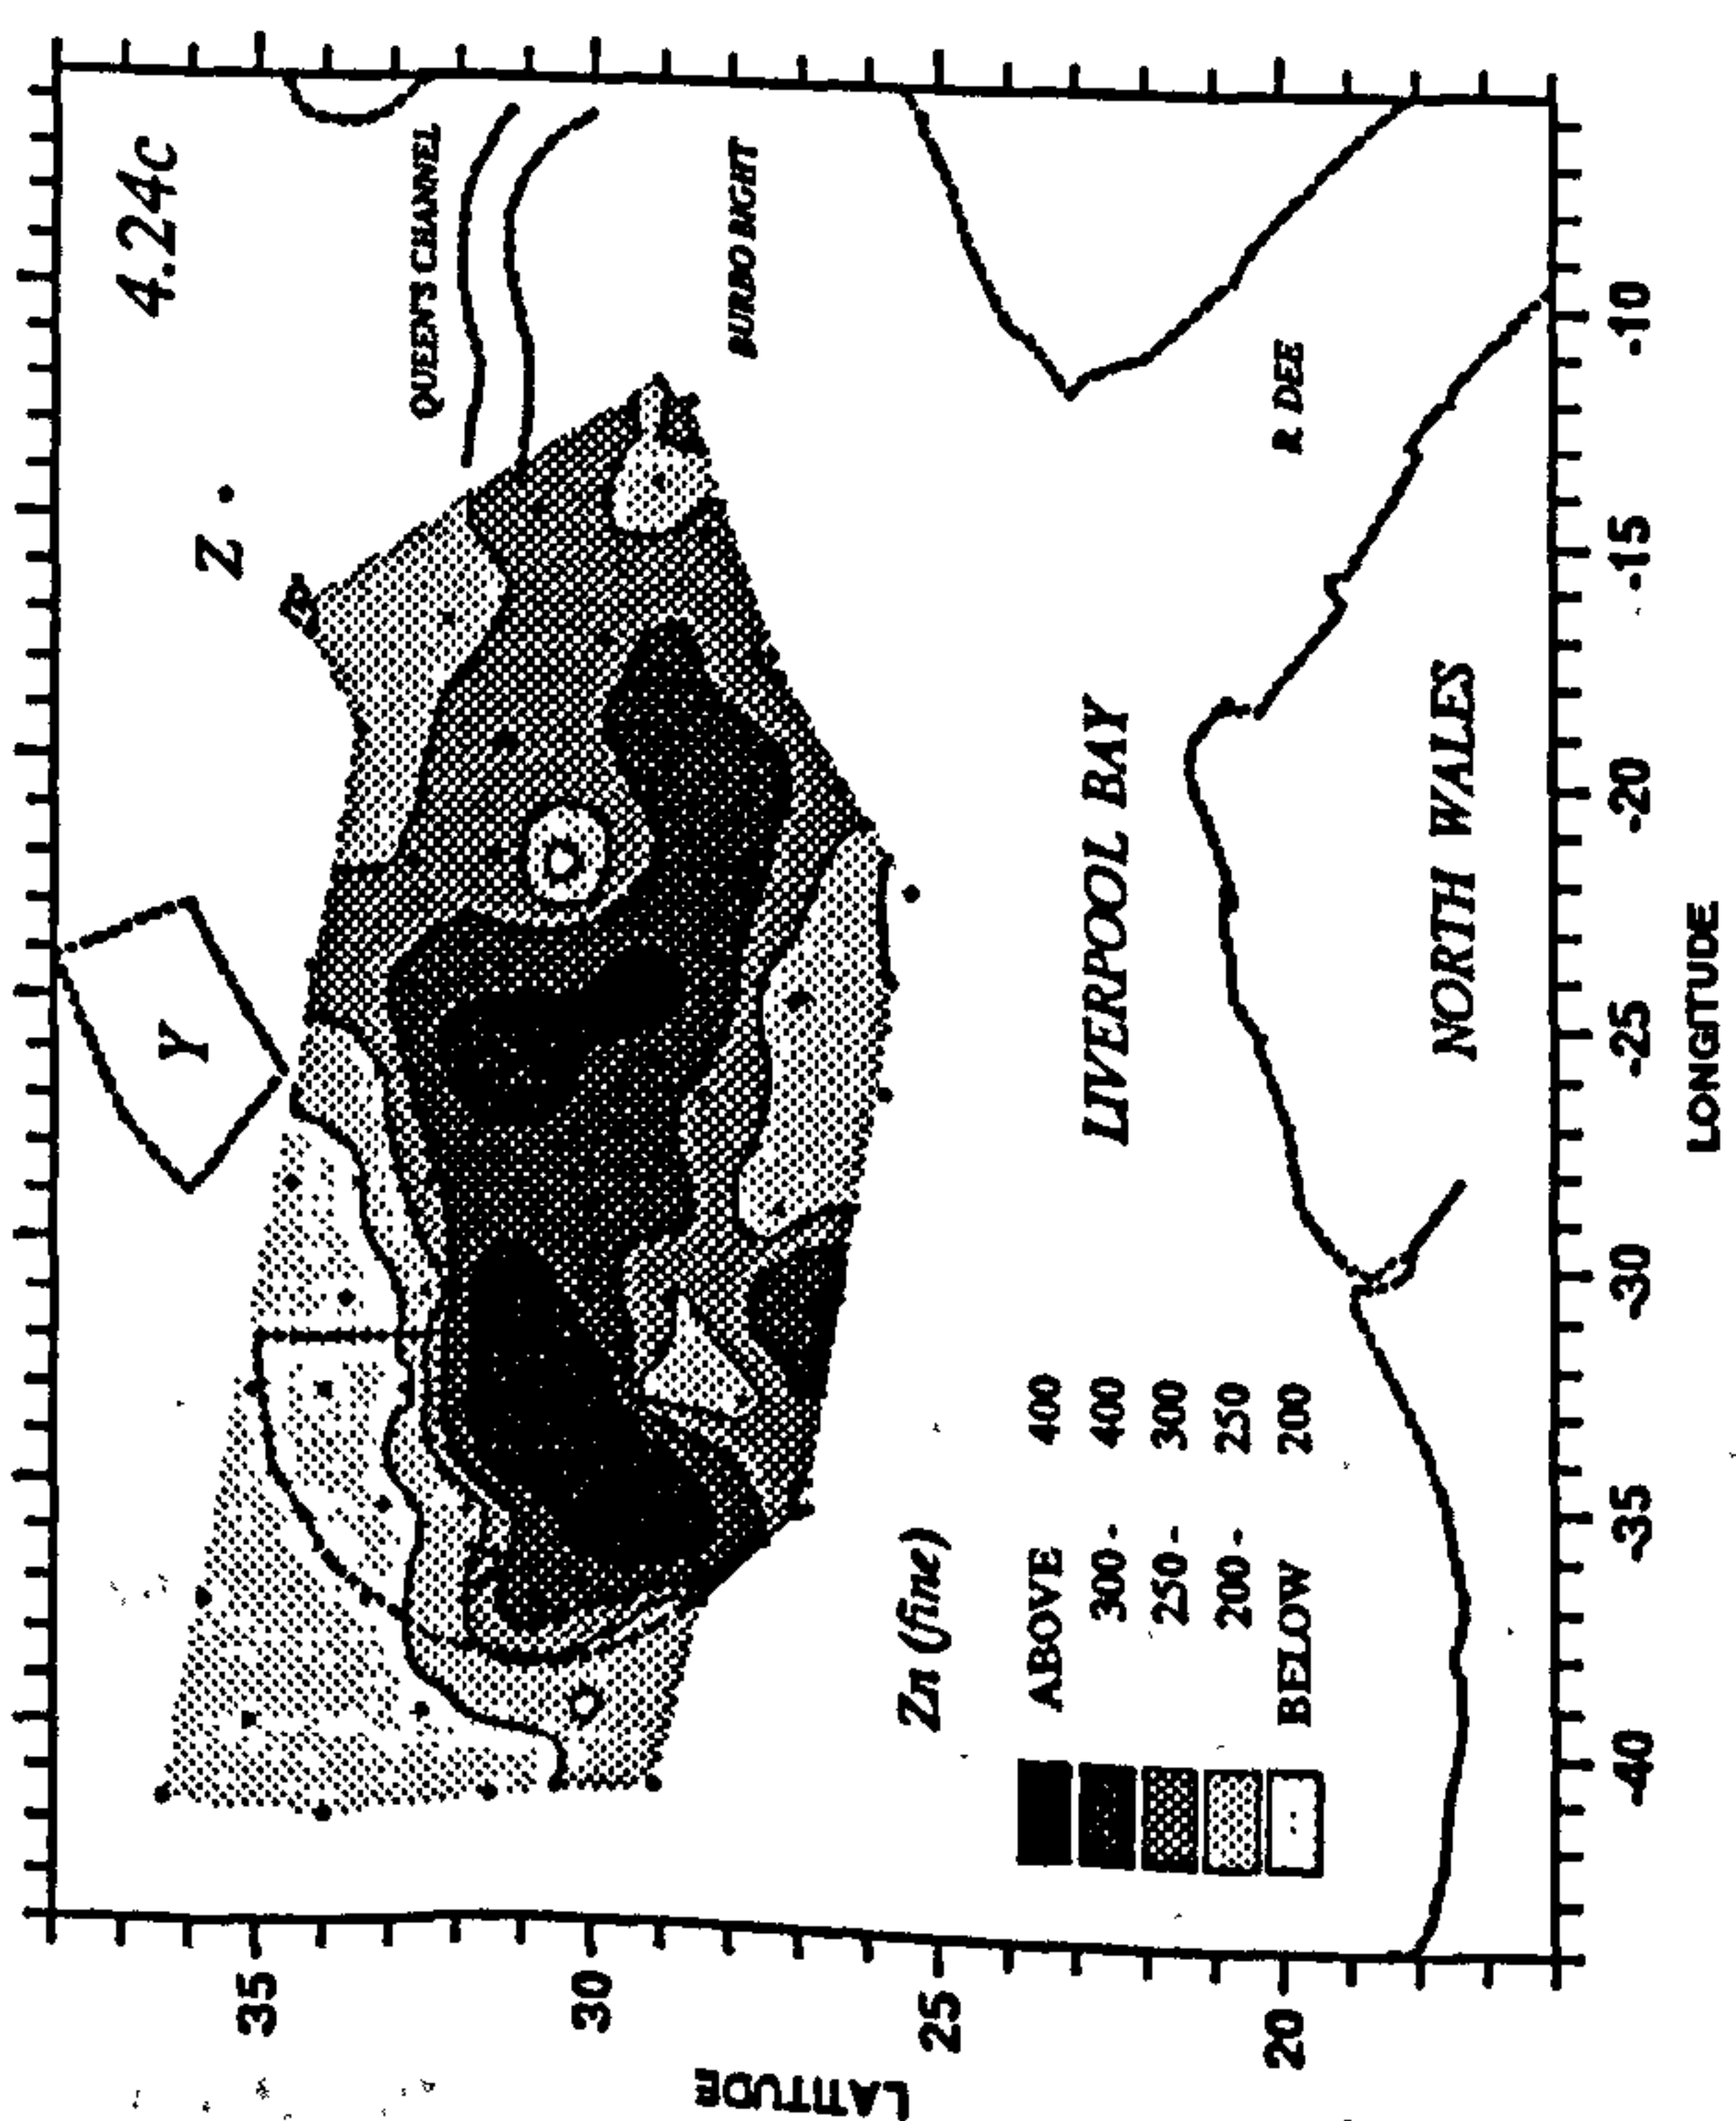 4.24c
QUEEN'S CHANNEL
Z
BURBO BIGHT
Y
R DEE
LIVERPOOL BAY
NORTH WALES
Zn (fine)
ABOVE 400
300 - 400
250 - 300
200 - 250
BELOW 200
35
30
25
20
LATITUDE
-40
-35
-30
-25
-20
-15
-10
LONGITUDE